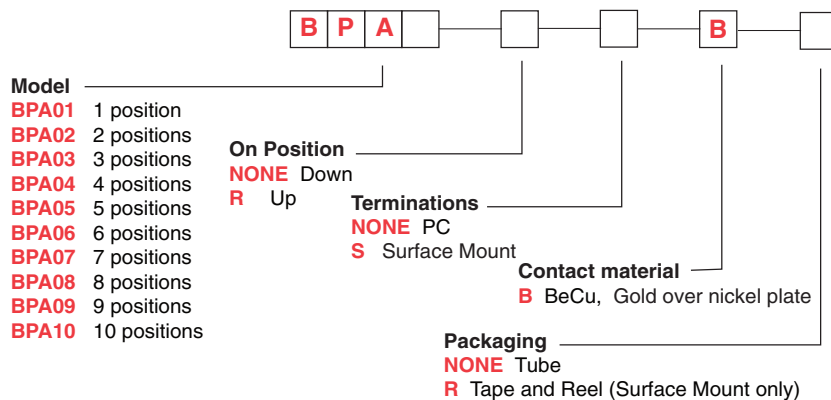 B P A B
Model
BPA01 1 position
BPA02 2 positions
BPA03 3 positions
BPA04 4 positions
BPA05 5 positions
BPA06 6 positions
BPA07 7 positions
BPA08 8 positions
BPA09 9 positions
BPA10 10 positions
On Position
NONE Down
R Up
Terminations
NONE PC
S Surface Mount
Contact material
B BeCu, Gold over nickel plate
Packaging
NONE Tube
R Tape and Reel (Surface Mount only)